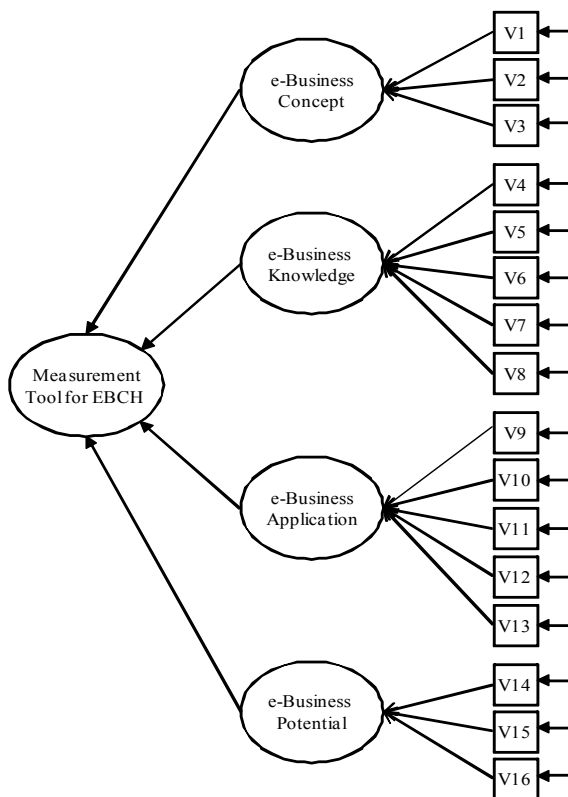 V1
V2
V3
e-Business
Concept
V4
V5
V6
V7
V8
e-Business
Knowledge
Measurement
Tool for EBCH
V9
V10
V11
V12
V13
e-Business
Application
V14
V15
V16
e-Business
Potential